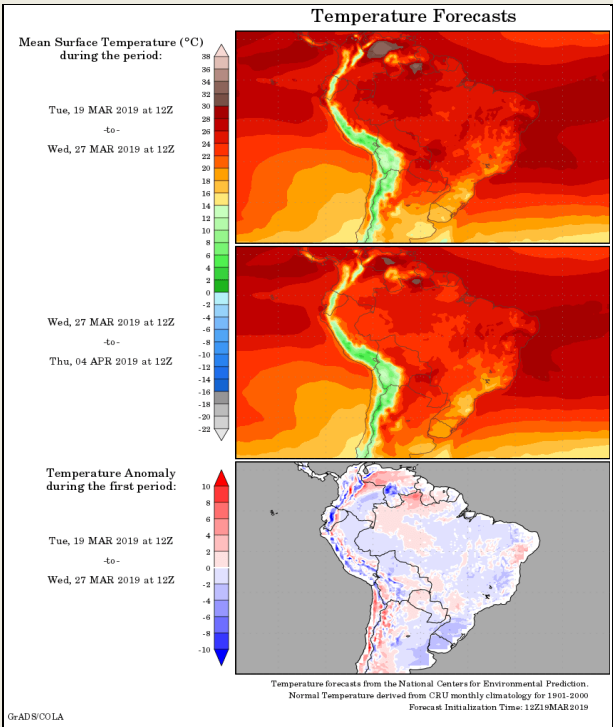 Temperature Forecasts
Mean Surface Temperature (°C)
during the period:
Tue, 19 MAR 2019 at 12Z
-to-
Wed, 27 MAR 2019 at 12Z
38
36
34
32
30
28
26
24
22
20
18
16
14
12
10
8
6
4
2
0
-2
-4
-6
-8
-10
-12
-14
-16
-18
-20
-22
Wed, 27 MAR 2019 at 12Z
-to-
Thu, 04 APR 2019 at 12Z
Temperature Anomaly
during the first period:
Tue, 19 MAR 2019 at 12Z
-to-
Wed, 27 MAR 2019 at 12Z
10
8
6
4
2
0
-2
-4
-6
-8
-10
Temperature forecasts from the National Centers for Environmental Prediction.
Normal Temperature derived from CRU monthly climatology for 1901-2000
Forecast Initialization Time: 12Z19MAR2019
GrADS/COLA